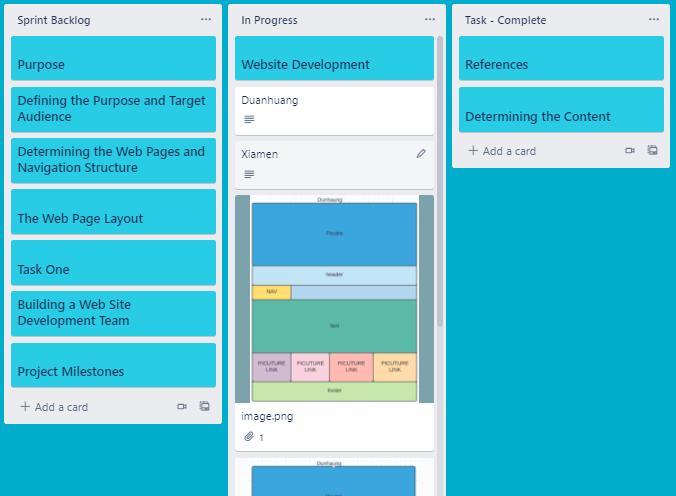 Sprint Backlog
Purpose
Defining the Purpose and Target
Audience
Determining the Web Pages and
Navigation Structure
The Web Page Layout
Task One
Building a Web Site
Development Team
Project Milestones
Add a card
In Progress
Website Development
Duanhuang
Xiamen
Dunhaung
Picutre
header
NAV
text
PICUTURE
LINK
PICUTURE
LINK
PICUTURE
LINK
PICUTURE
LINK
footer
image.png
1
Dunhaung
Task - Complete
References
Determining the Content
Add a card